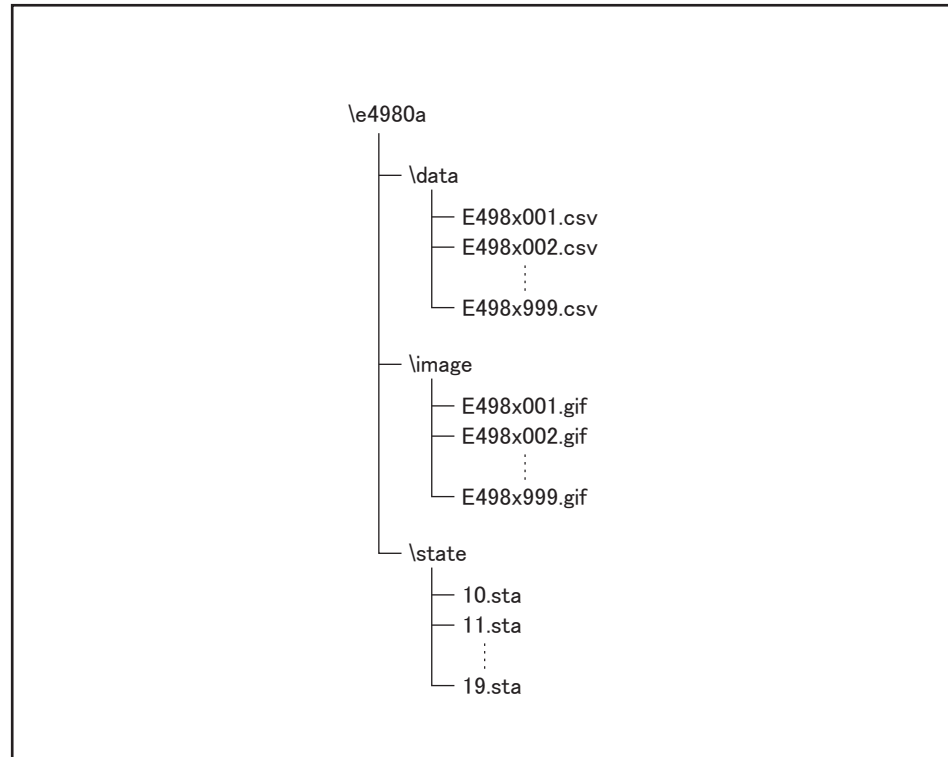 \e4980a
\data
E498x001.csv
E498x002.csv
E498x999.csv
\image
E498x001.gif
E498x002.gif
E498x999.gif
\state
10.sta
11.sta
19.sta